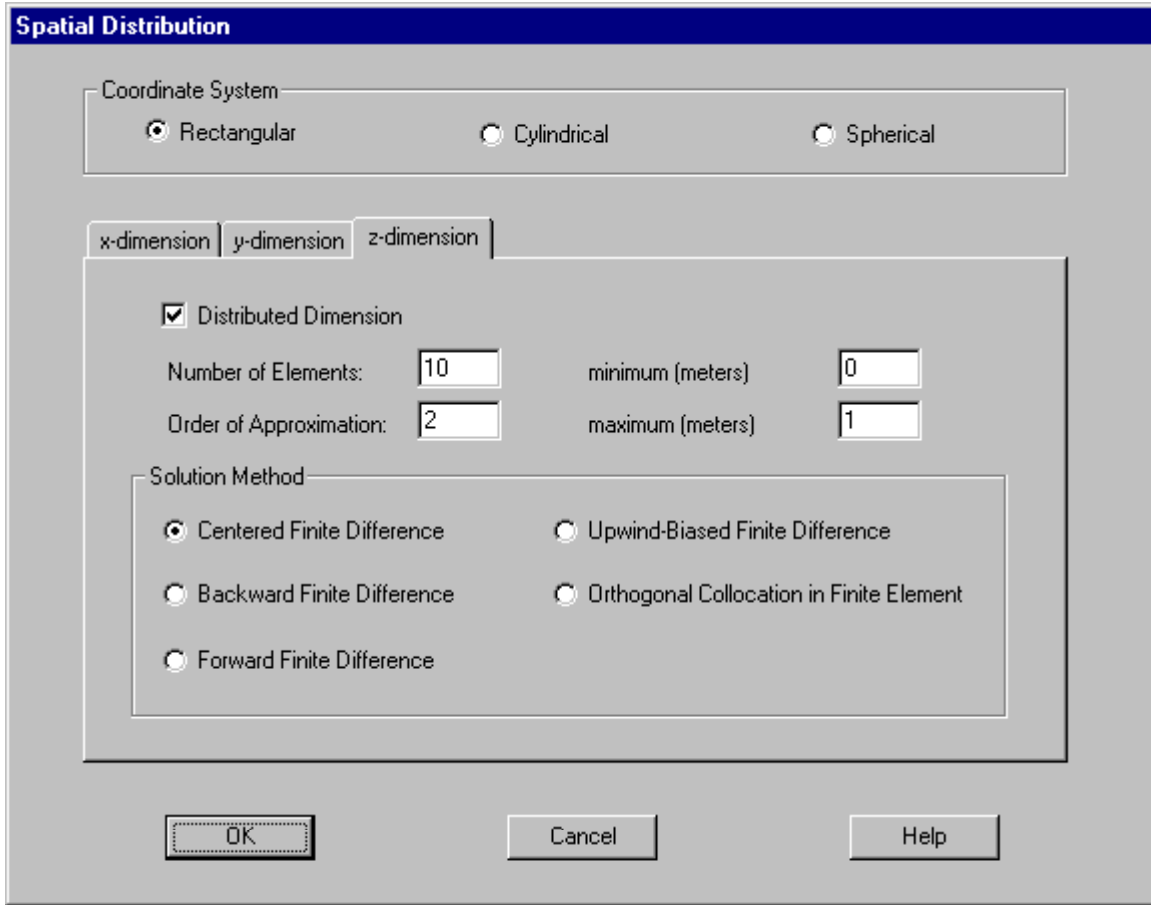 Spatial Distribution
Coordinate System
Rectangular Cylindrical Spherical
x-dimension y-dimension z-dimension
Distributed Dimension
Number of Elements: 10 minimum (meters) 0
Order of Approximation: 2 maximum (meters) 1
Solution Method
Centered Finite Difference Upwind-Biased Finite Difference
Backward Finite Difference Orthogonal Collocation in Finite Element
Forward Finite Difference
OK Cancel Help